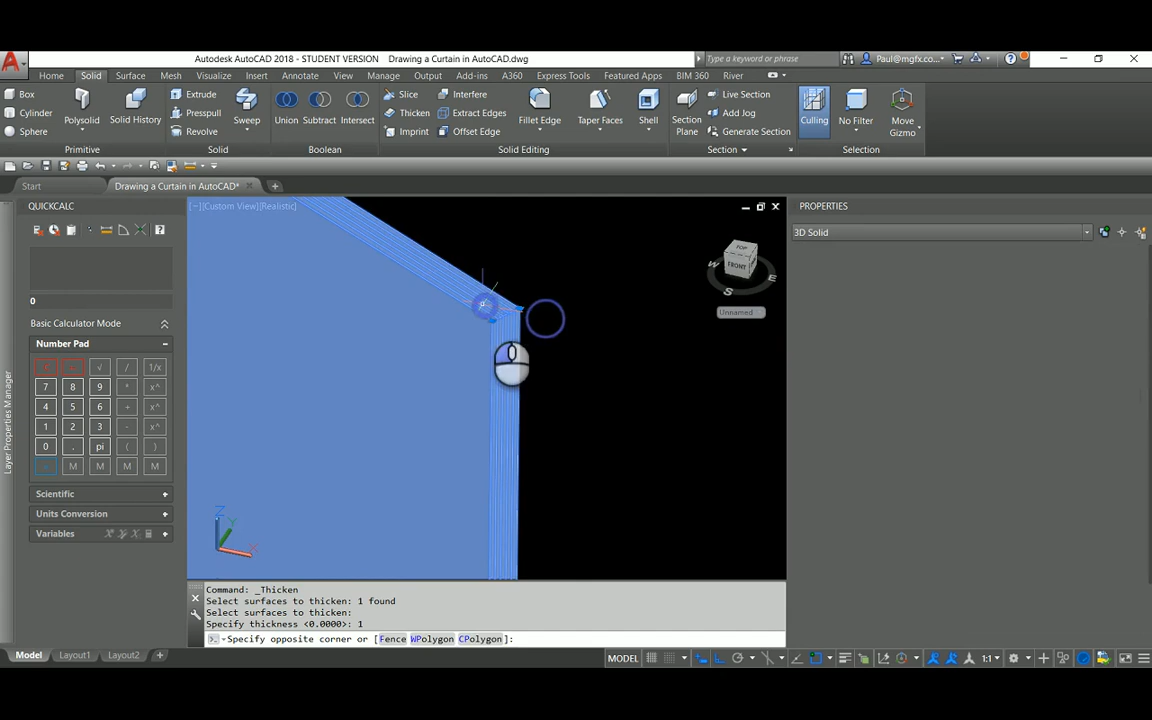 Autodesk AutoCAD 2018 - STUDENT VERSION Drawing a Curtain in AutoCAD.dwg
Type a keyword or phrase
Paul@mgfx.co...
Home Solid Surface Mesh Visualize Insert Annotate View Manage Output Add-ins A360 Express Tools Featured Apps BIM 360 River
Box
Cylinder
Sphere
Polysolid
Solid History
Primitive
Extrude
Presspull
Revolve
Sweep
Solid
Union Subtract Intersect
Boolean
Slice
Thicken
Imprint
Interfere
Extract Edges
Offset Edge
Fillet Edge
Taper Faces
Shell
Solid Editing
Section
Plane
Live Section
Add Jog
Generate Section
Section
Culling
No Filter
Move
Gizmo
Selection
Start
Drawing a Curtain in AutoCAD*
Layer Properties Manager
QUICKCALC
0
Basic Calculator Mode
Number Pad
√ / 1/x
7 8 9 * x^
4 5 6 + x^
1 2 3 - x^
0 . pi ( )
M M M M
Scientific
Units Conversion
Variables
[−][Custom View][Realistic]
TOP
FRONT
W
S
E
Unnamed
Z
Y
X
PROPERTIES
3D Solid
Command: _Thicken
Select surfaces to thicken: 1 found
Select surfaces to thicken:
Specify thickness <0.0000>: 1
Specify opposite corner or [Fence WPolygon CPolygon]:
Model Layout1 Layout2
MODEL
1:1